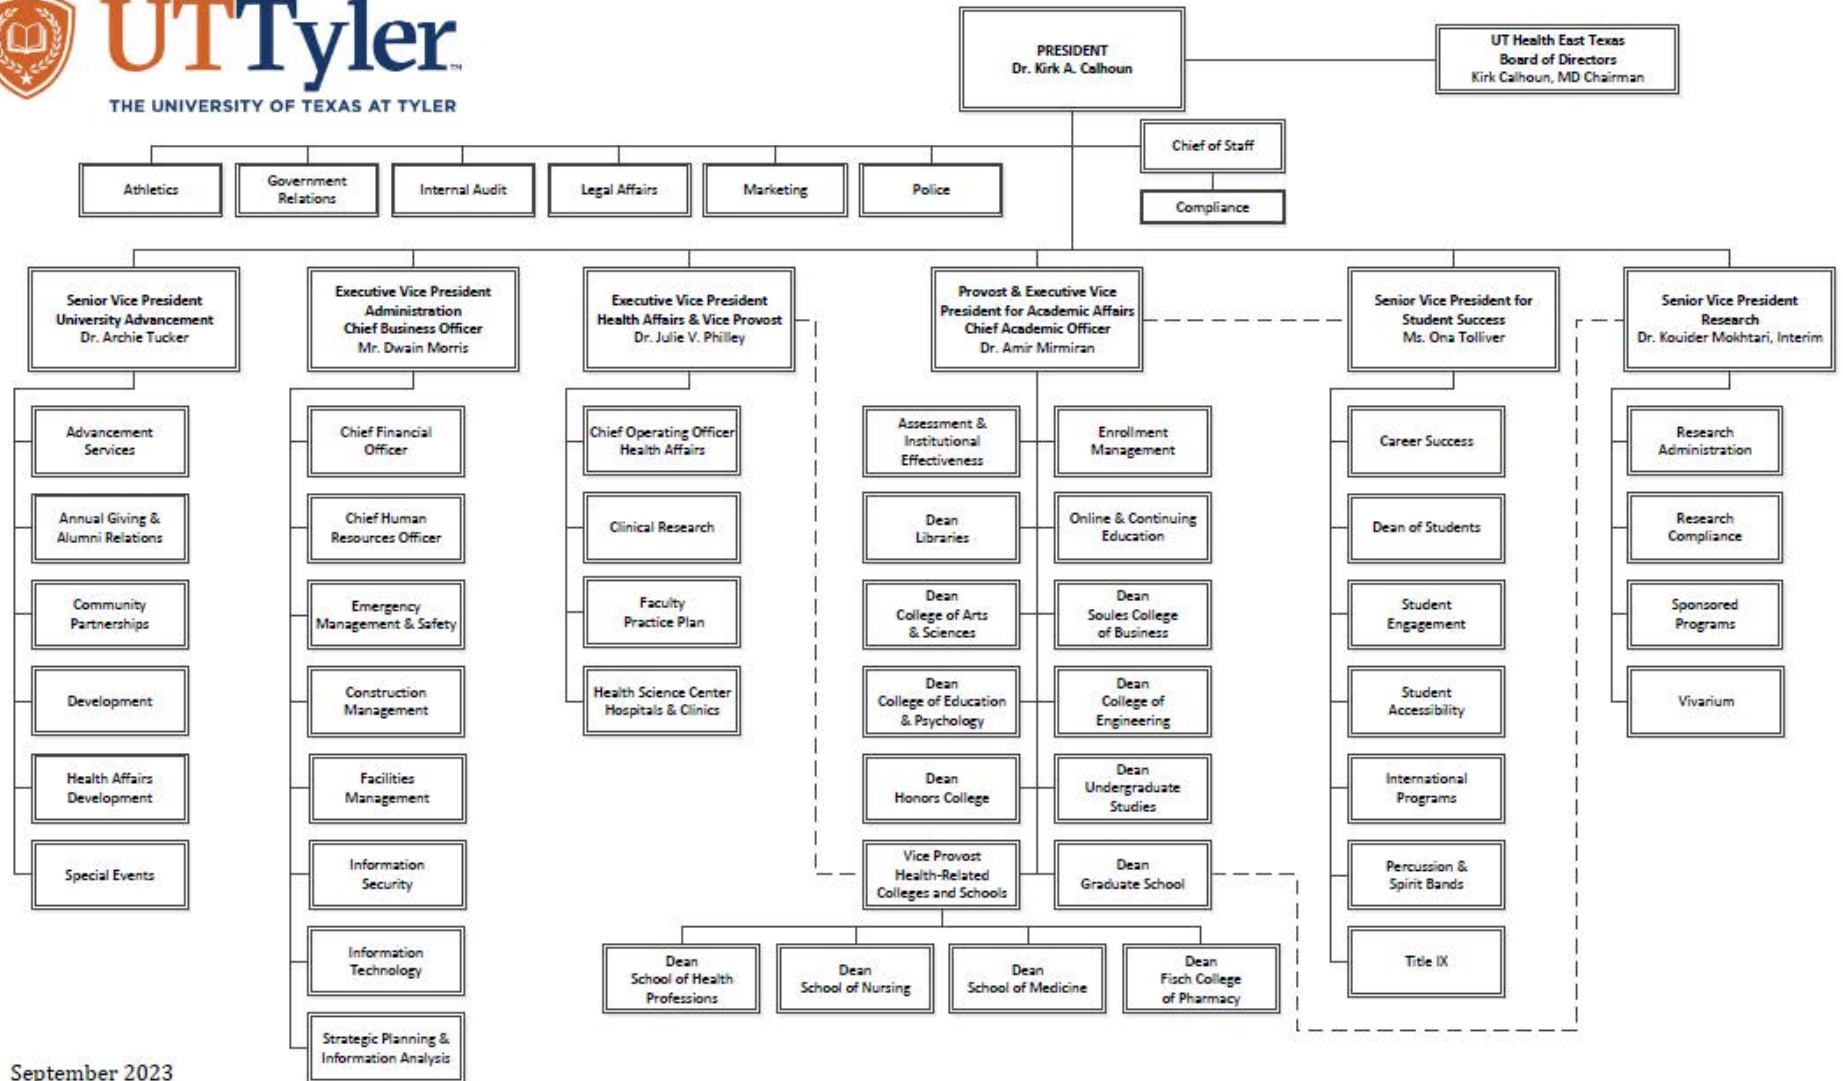 UTTyler™
THE UNIVERSITY OF TEXAS AT TYLER
PRESIDENT
Dr. Kirk A. Calhoun
UT Health East Texas
Board of Directors
Kirk Calhoun, MD Chairman
Chief of Staff
Compliance
Athletics
Government
Relations
Internal Audit
Legal Affairs
Marketing
Police
Senior Vice President
University Advancement
Dr. Archie Tucker
Executive Vice President
Administration
Chief Business Officer
Mr. Dwain Morris
Executive Vice President
Health Affairs & Vice Provost
Dr. Julie V. Philley
Provost & Executive Vice
President for Academic Affairs
Chief Academic Officer
Dr. Amir Mirmiran
Senior Vice President for
Student Success
Ms. Ona Tolliver
Senior Vice President
Research
Dr. Kouider Mokhtari, Interim
Advancement
Services
Annual Giving &
Alumni Relations
Community
Partnerships
Development
Health Affairs
Development
Special Events
Chief Financial
Officer
Chief Human
Resources Officer
Emergency
Management & Safety
Construction
Management
Facilities
Management
Information
Security
Information
Technology
Strategic Planning &
Information Analysis
Chief Operating Officer
Health Affairs
Clinical Research
Faculty
Practice Plan
Health Science Center
Hospitals & Clinics
Assessment &
Institutional
Effectiveness
Enrollment
Management
Dean
Libraries
Online & Continuing
Education
Dean
College of Arts
& Sciences
Dean
Soules College
of Business
Dean
College of Education
& Psychology
Dean
College of
Engineering
Dean
Honors College
Dean
Undergraduate
Studies
Vice Provost
Health-Related
Colleges and Schools
Dean
Graduate School
Dean
School of Health
Professions
Dean
School of Nursing
Dean
School of Medicine
Dean
Fisch College
of Pharmacy
Career Success
Dean of Students
Student
Engagement
Student
Accessibility
International
Programs
Percussion &
Spirit Bands
Title IX
Research
Administration
Research
Compliance
Sponsored
Programs
Vivarium
September 2023